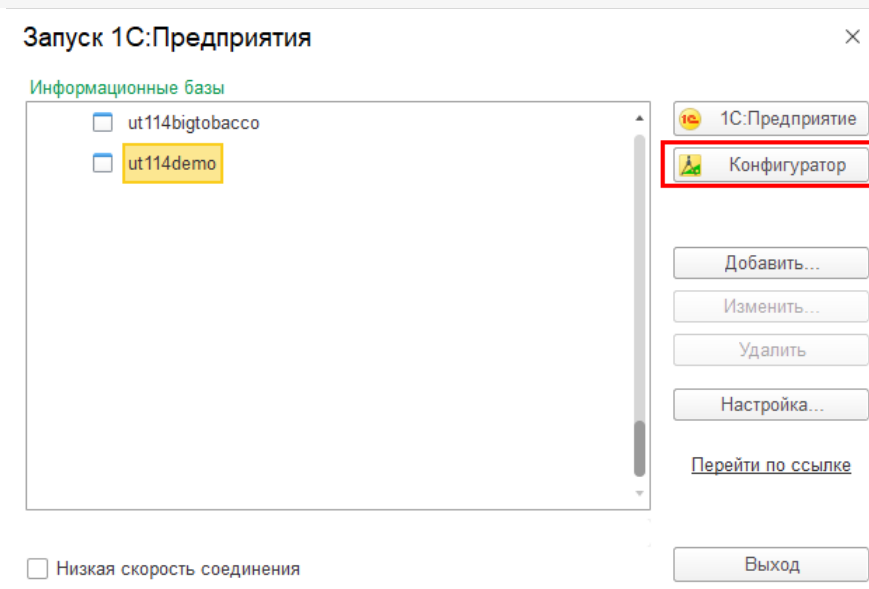 Запуск 1С:Предприятия
Информационные базы
ut114bigtobacco
ut114demo
1С:Предприятие
Конфигуратор
Добавить...
Изменить...
Удалить
Настройка...
Перейти по ссылке
Низкая скорость соединения
Выход